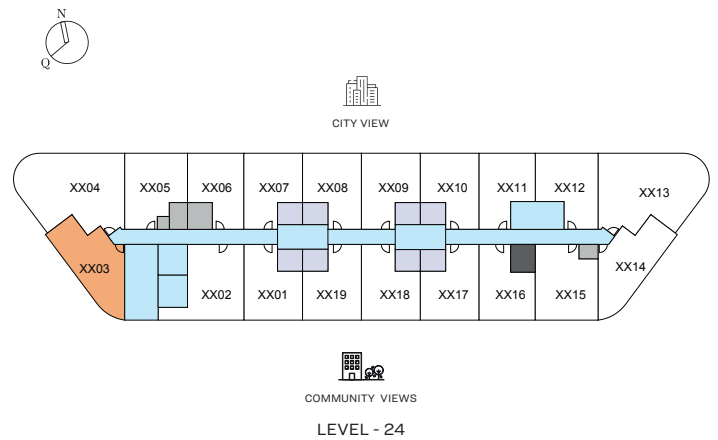 N
Q
CITY VIEW
XX04 XX05 XX06 XX07 XX08 XX09 XX10 XX11 XX12 XX13
XX03 XX14
XX02 XX01 XX19 XX18 XX17 XX16 XX15
COMMUNITY VIEWS
LEVEL - 24